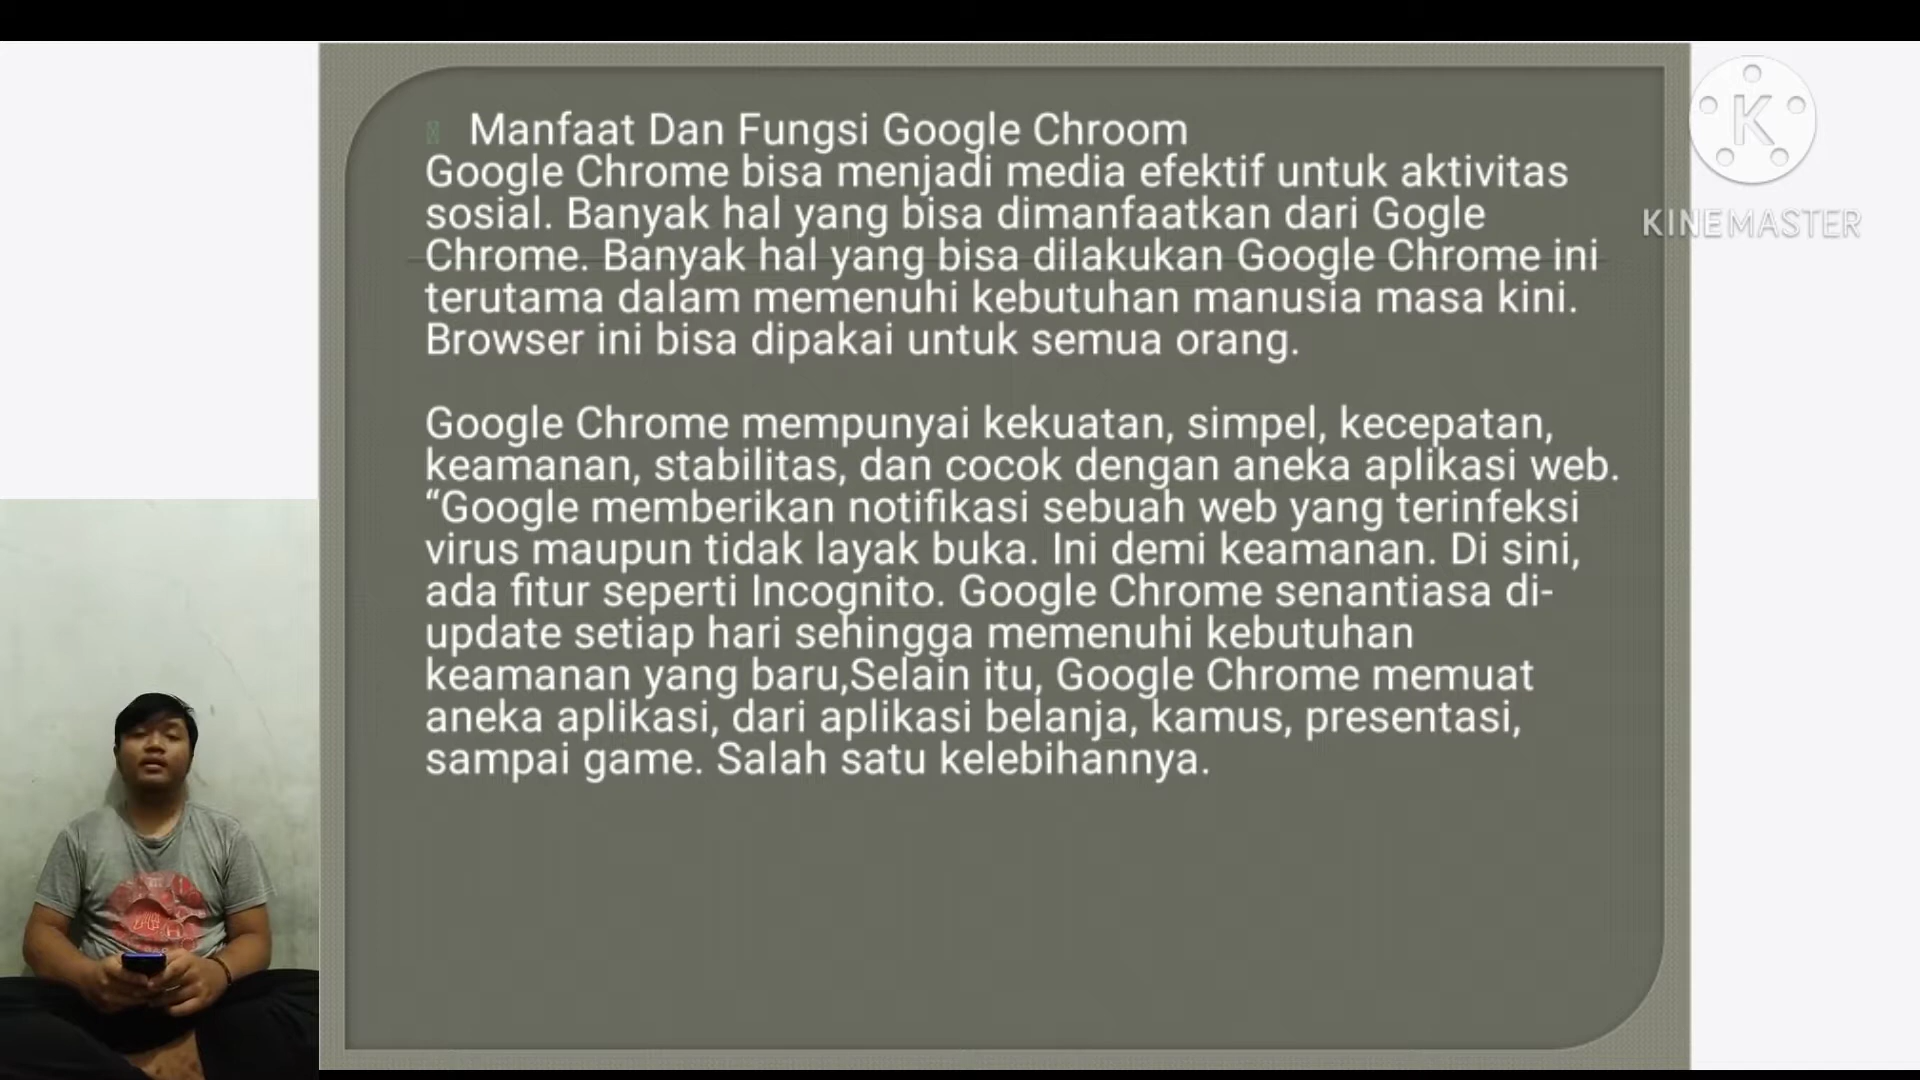 Manfaat Dan Fungsi Google Chroom
Google Chrome bisa menjadi media efektif untuk aktivitas
sosial. Banyak hal yang bisa dimanfaatkan dari Gogle
Chrome. Banyak hal yang bisa dilakukan Google Chrome ini
terutama dalam memenuhi kebutuhan manusia masa kini.
Browser ini bisa dipakai untuk semua orang.
Google Chrome mempunyai kekuatan, simpel, kecepatan,
keamanan, stabilitas, dan cocok dengan aneka aplikasi web.
“Google memberikan notifikasi sebuah web yang terinfeksi
virus maupun tidak layak buka. Ini demi keamanan. Di sini,
ada fitur seperti Incognito. Google Chrome senantiasa di-
update setiap hari sehingga memenuhi kebutuhan
keamanan yang baru,Selain itu, Google Chrome memuat
aneka aplikasi, dari aplikasi belanja, kamus, presentasi,
sampai game. Salah satu kelebihannya.
K
KINEMASTER